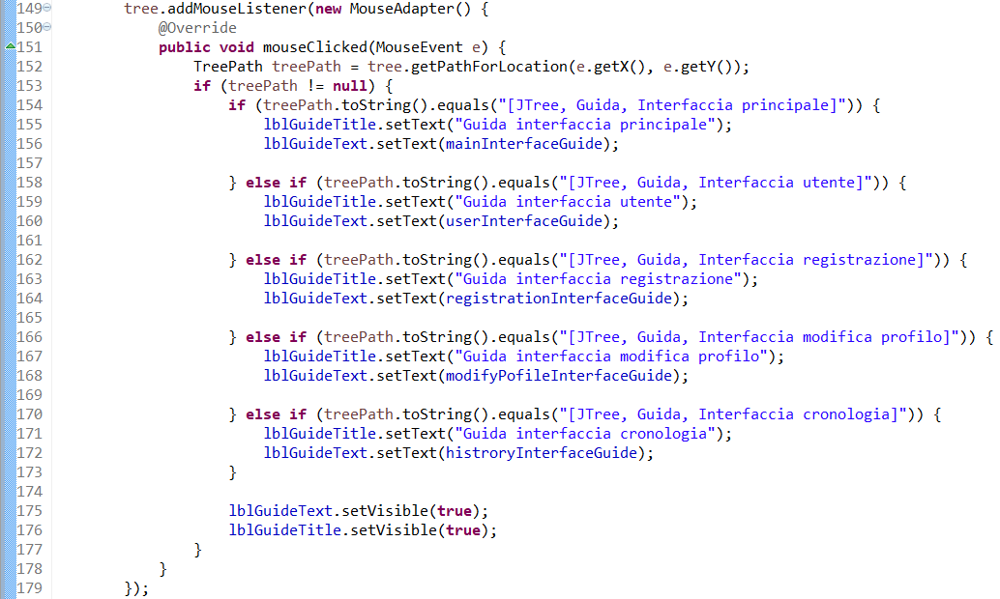 149 tree.addMouseListener(new MouseAdapter() {
150 @Override
151 public void mouseClicked(MouseEvent e) {
152 TreePath treePath = tree.getPathForLocation(e.getX(), e.getY());
153 if (treePath != null) {
154 if (treePath.toString().equals("[JTree, Guida, Interfaccia principale]")) {
155 lblGuideTitle.setText("Guida interfaccia principale");
156 lblGuideText.setText(mainInterfaceGuide);
157
158 } else if (treePath.toString().equals("[JTree, Guida, Interfaccia utente]")) {
159 lblGuideTitle.setText("Guida interfaccia utente");
160 lblGuideText.setText(userInterfaceGuide);
161
162 } else if (treePath.toString().equals("[JTree, Guida, Interfaccia registrazione]")) {
163 lblGuideTitle.setText("Guida interfaccia registrazione");
164 lblGuideText.setText(registrationInterfaceGuide);
165
166 } else if (treePath.toString().equals("[JTree, Guida, Interfaccia modifica profilo]")) {
167 lblGuideTitle.setText("Guida interfaccia modifica profilo");
168 lblGuideText.setText(modifyPofileInterfaceGuide);
169
170 } else if (treePath.toString().equals("[JTree, Guida, Interfaccia cronologia]")) {
171 lblGuideTitle.setText("Guida interfaccia cronologia");
172 lblGuideText.setText(histroryInterfaceGuide);
173 }
174
175 lblGuideText.setVisible(true);
176 lblGuideTitle.setVisible(true);
177 }
178 }
179 });